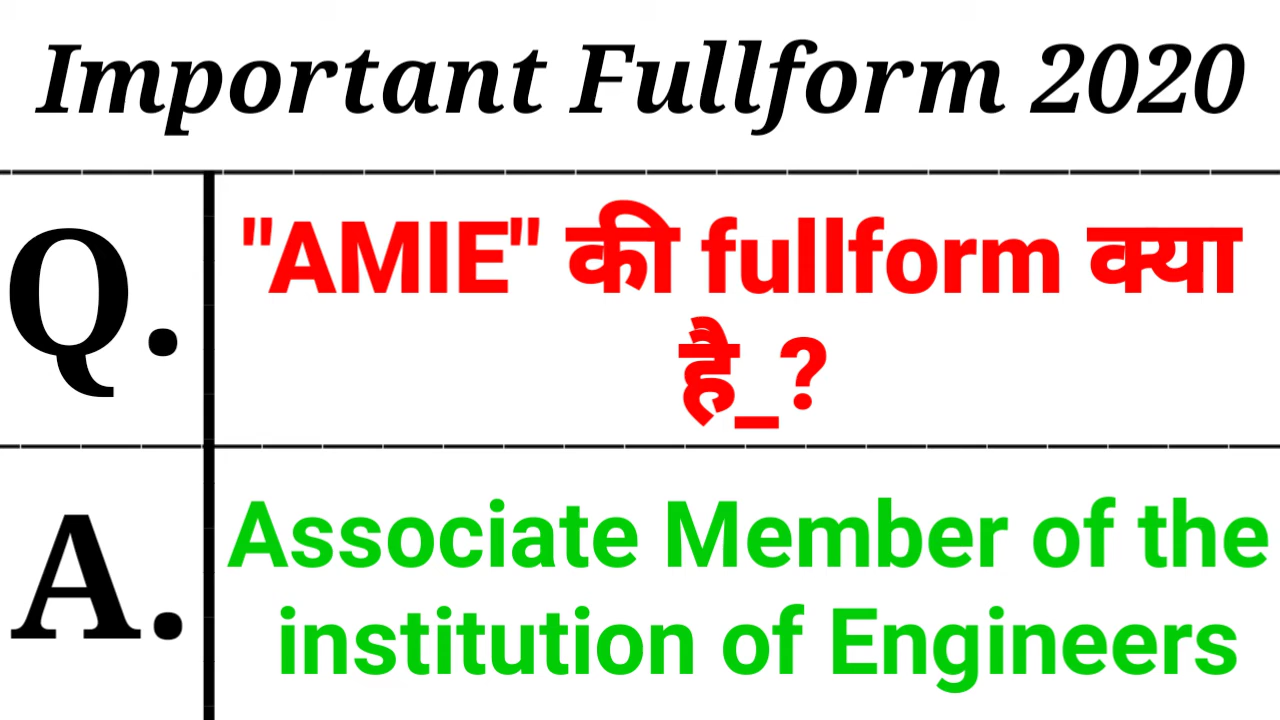 Important Fullform 2020
Q.
"AMIE" की fullform क्या
है_?
A.
Associate Member of the
institution of Engineers